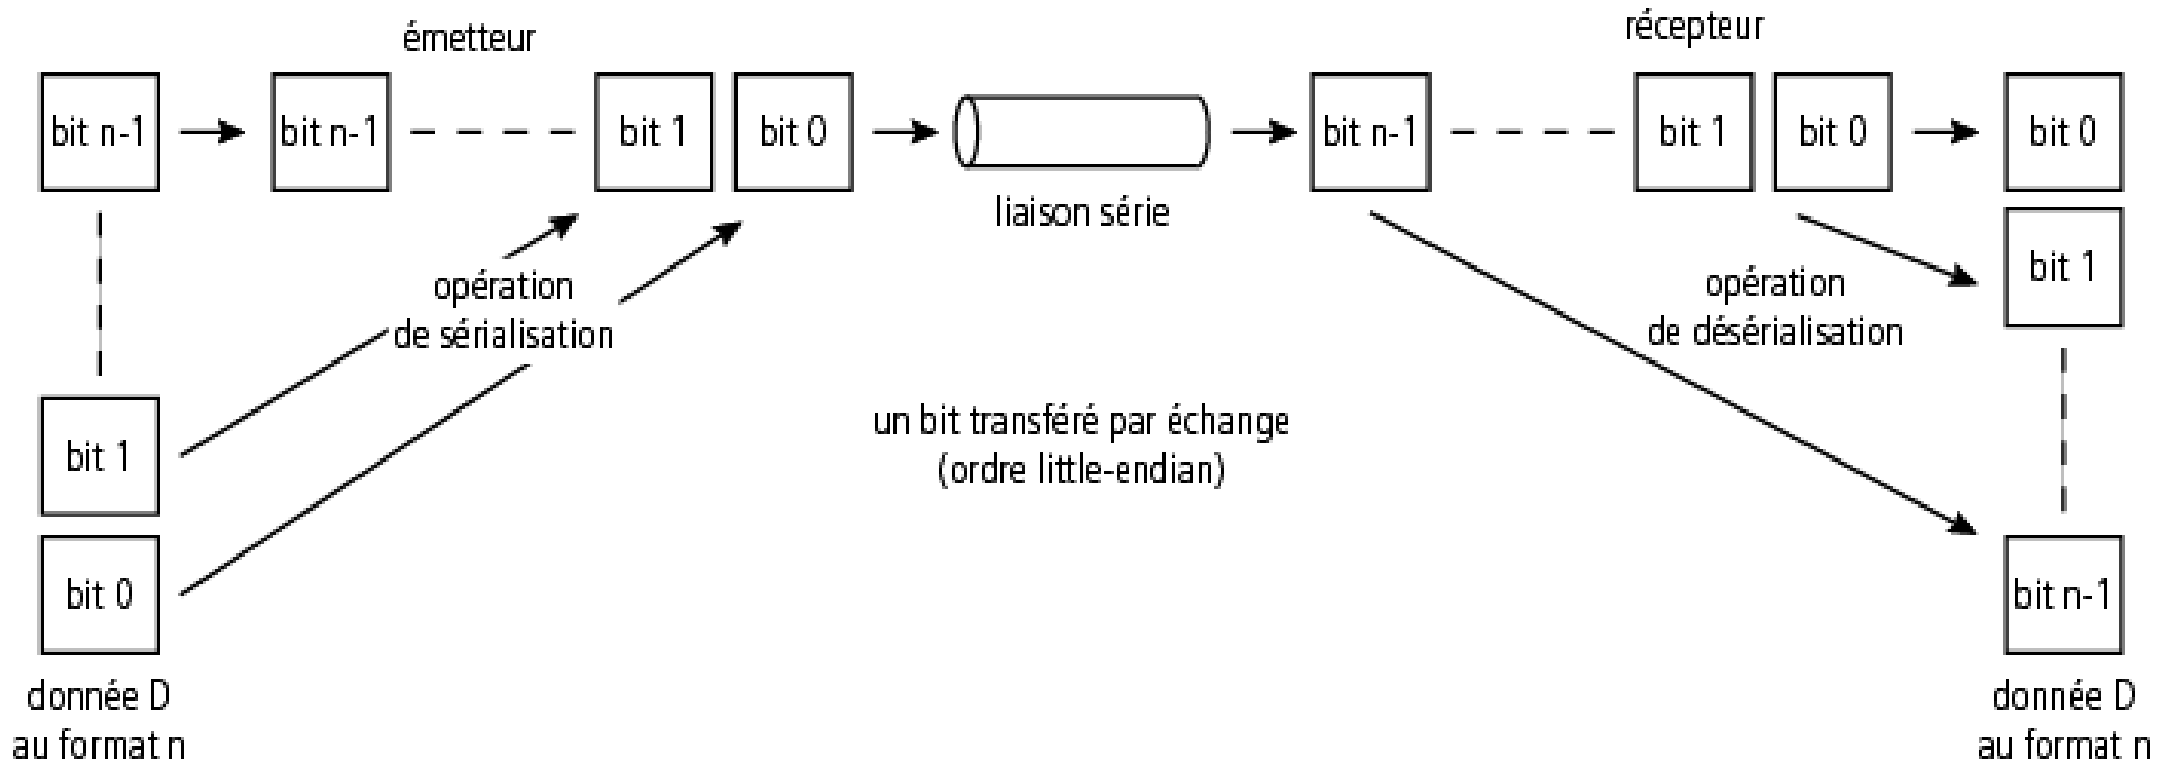 émetteur
récepteur
bit n-1
bit n-1
bit 1
bit 0
bit n-1
bit 1
bit 0
bit 0
liaison série
bit 1
opération
de sérialisation
opération
de désérialisation
un bit transféré par échange
(ordre little-endian)
bit 1
bit 0
bit n-1
donnée D
au format n
donnée D
au format n